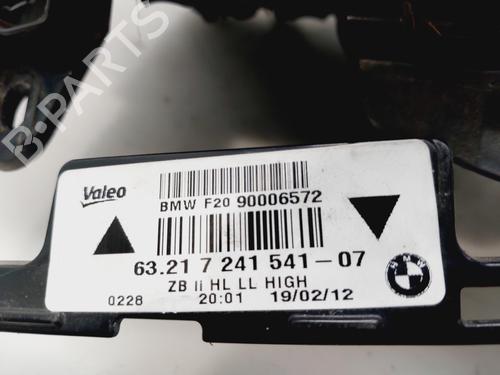 Valeo
BMW F20 90006572
63.21 7 241 541-07
ZB li HL LL HIGH
0228 20:01 19/02/12
BMW
B-PARTS